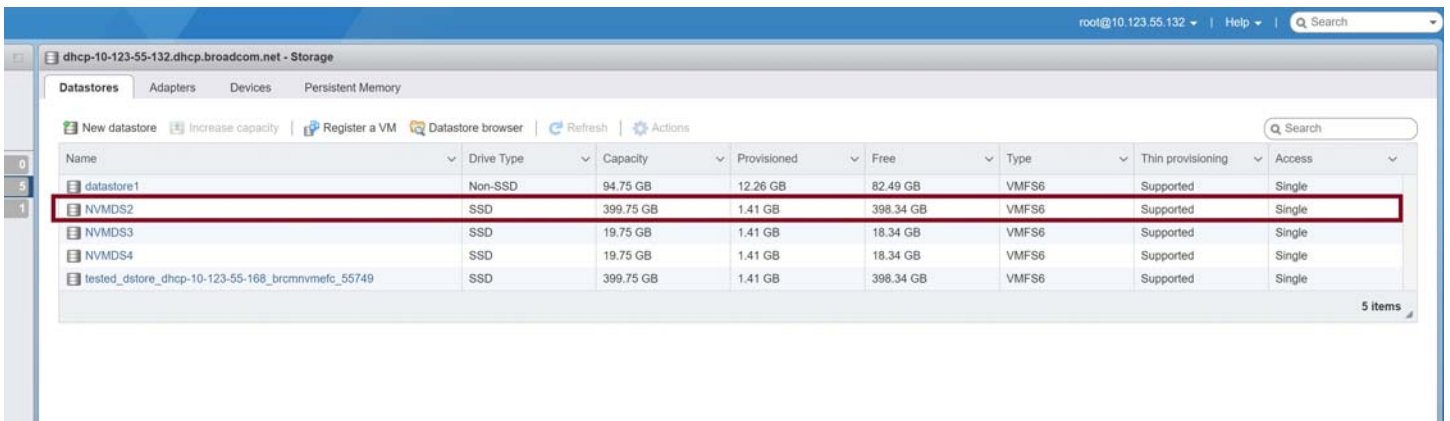 root@10.123.55.132 | Help | Search
dhcp-10-123-55-132.dhcp.broadcom.net - Storage
Datastores Adapters Devices Persistent Memory
New datastore Increase capacity | Register a VM Datastore browser | Refresh | Actions Search
Name Drive Type Capacity Provisioned Free Type Thin provisioning Access
datastore1 Non-SSD 94.75 GB 12.26 GB 82.49 GB VMFS6 Supported Single
NVMDS2 SSD 399.75 GB 1.41 GB 398.34 GB VMFS6 Supported Single
NVMDS3 SSD 19.75 GB 1.41 GB 18.34 GB VMFS6 Supported Single
NVMDS4 SSD 19.75 GB 1.41 GB 18.34 GB VMFS6 Supported Single
tested_dstore_dhcp-10-123-55-168_brcmnvmefc_55749 SSD 399.75 GB 1.41 GB 398.34 GB VMFS6 Supported Single
5 items
0
5
1